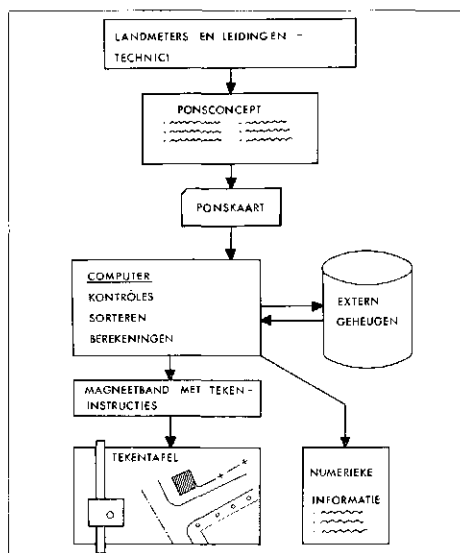 LANDMETERS EN LEIDINGEN -
TECHNICI
PONSCONCEPT
PONSKAART
COMPUTER
KONTRÔLES
SORTEREN
BEREKENINGEN
EXTERN
GEHEUGEN
MAGNEETBAND MET TEKEN-
INSTRUCTIES
TEKENTAFEL
NUMERIEKE
INFORMATIE